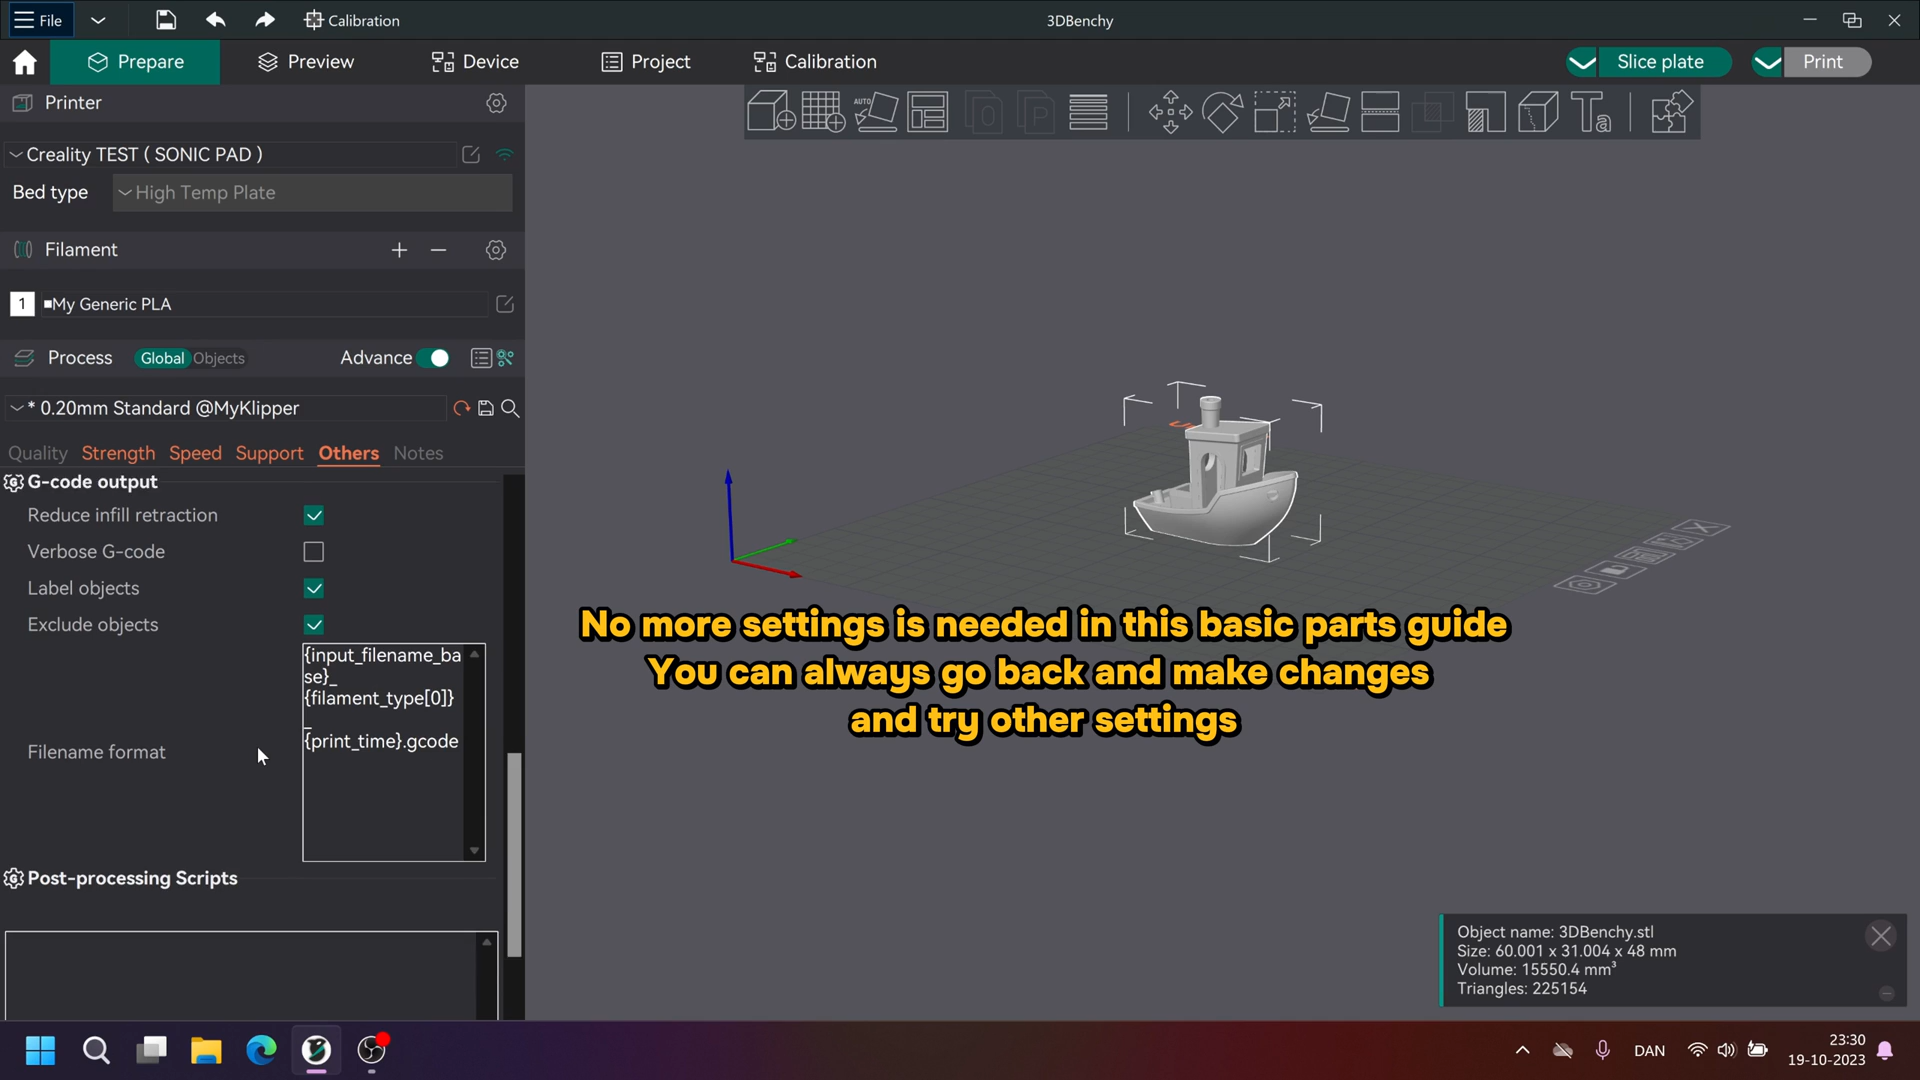 File
Calibration
3DBenchy
Prepare
Preview
Device
Project
Calibration
Slice plate
Print
Printer
AUTO
Creality TEST ( SONIC PAD )
Bed type
High Temp Plate
Filament
1
My Generic PLA
Process
Global
Objects
Advance
* 0.20mm Standard @MyKlipper
Quality
Strength
Speed
Support
Others
Notes
G-code output
Reduce infill retraction
Verbose G-code
Label objects
Exclude objects
{input_filename_ba
se}_
{filament_type[0]}
_
{print_time}.gcode
Filename format
Post-processing Scripts
No more settings is needed in this basic parts guide
You can always go back and make changes
and try other settings
Object name: 3DBenchy.stl
Size: 60.001 x 31.004 x 48 mm
Volume: 15550.4 mm³
Triangles: 225154
DAN
23:30
19-10-2023